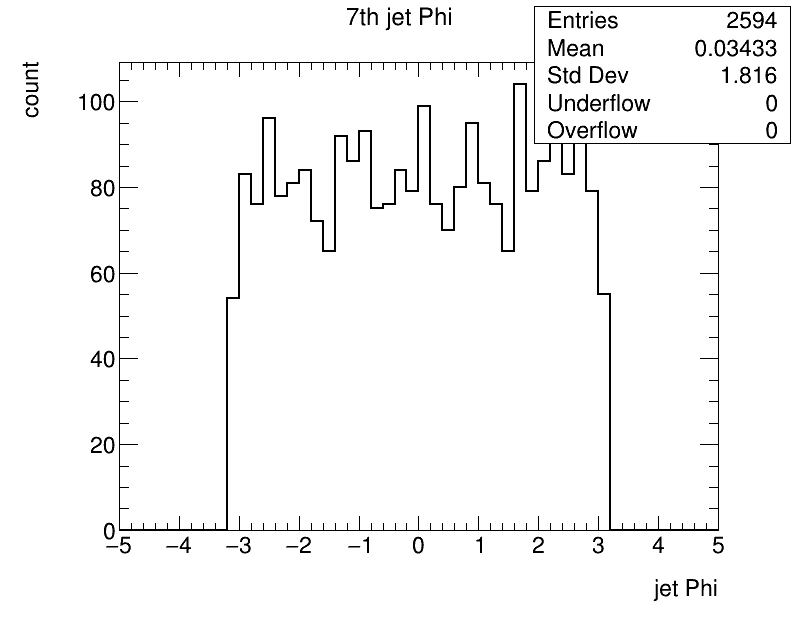 7th jet Phi
Entries 2594
Mean 0.03433
Std Dev 1.816
Underflow 0
Overflow 0
count
100
80
60
40
20
0
−5 −4 −3 −2 −1 0 1 2 3 4 5
jet Phi